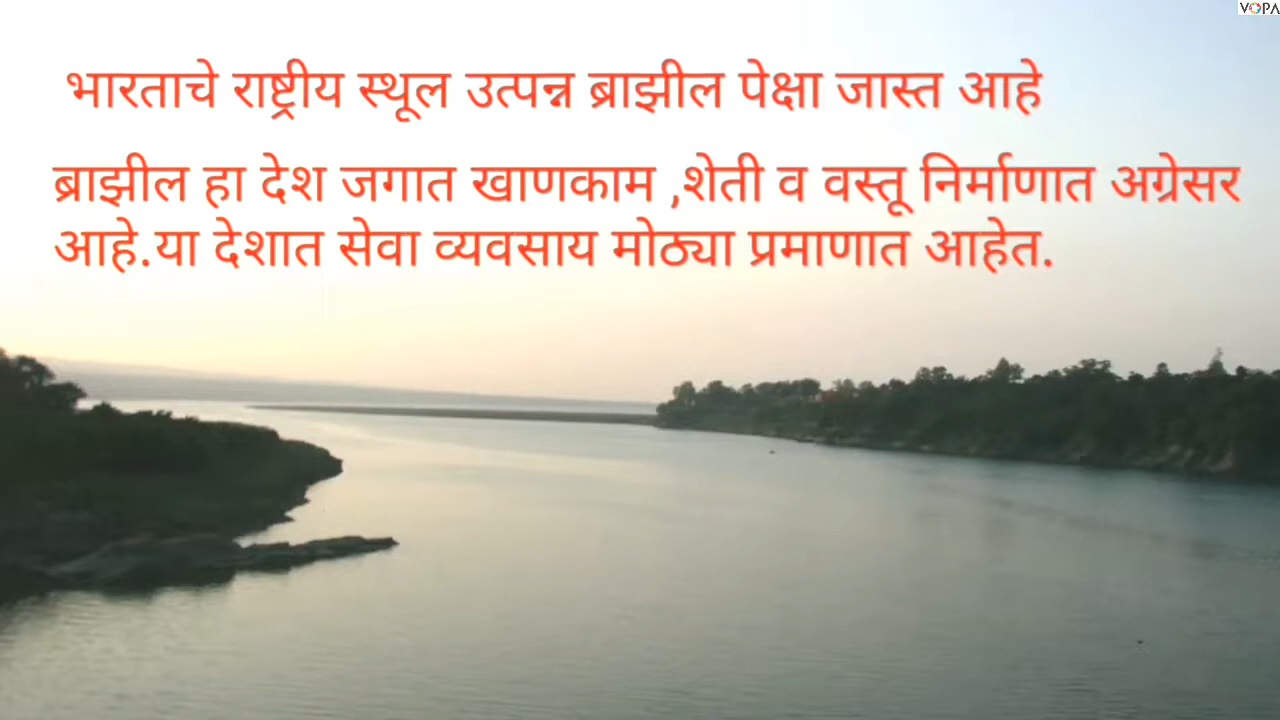 VOPA
भारताचे राष्ट्रीय स्थूल उत्पन्न ब्राझील पेक्षा जास्त आहे
ब्राझील हा देश जगात खाणकाम ,शेती व वस्तू निर्माणात अग्रेसर
आहे.या देशात सेवा व्यवसाय मोठ्या प्रमाणात आहेत.